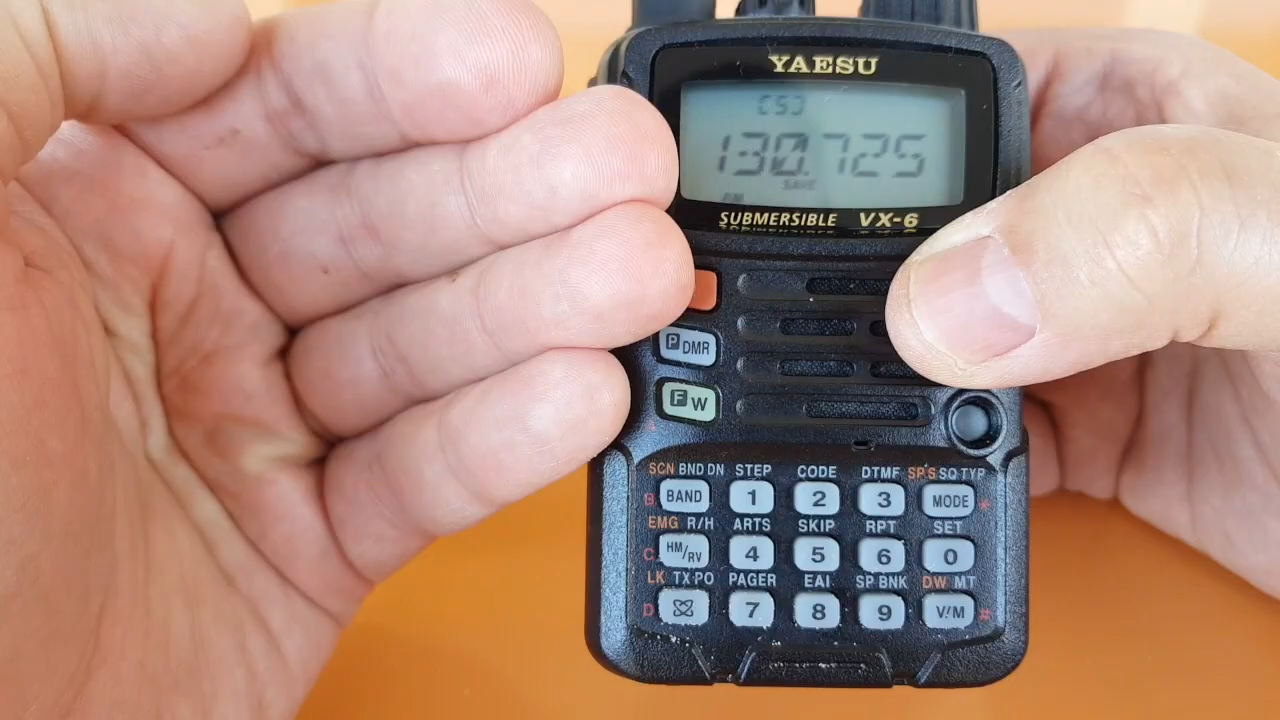 YAESU
[5]
130.725
SAVE
SUBMERSIBLE VX-6
P DMR
F W
SCN BND DN STEP CODE DTMF SP.S SQ TYP
B BAND 1 2 3 MODE *
EMG R/H ARTS SKIP RPT SET
C HM/RV 4 5 6 0
LK TX PO PAGER EAI SP BNK DW MT
D 7 8 9 V/M #